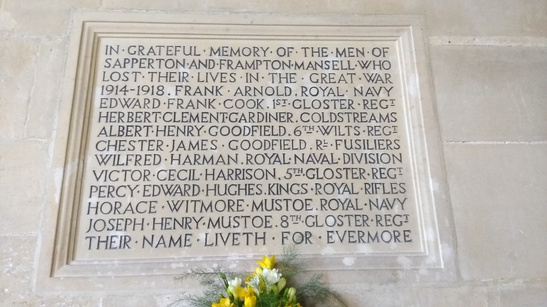 IN·GRATEFUL·MEMORY·OF·THE·MEN·OF
SAPPERTON·AND·FRAMPTON·MANSELL·WHO
LOST·THEIR·LIVES·IN·THE·GREAT·WAR
1914-1918. FRANK·ARNOLD. ROYAL·NAVY
EDWARD·FRANK·COOK. 1ST·GLOSTER·REGT
HERBERT·CLEMENT·GARDINER. COLDSTREAMS
ALBERT·HENRY·GOODFIELD. 6TH·WILTS·REGT
CHESTER·JAMES·GOODFIELD. RL·FUSILIERS
WILFRED·HARMAN. ROYAL·NAVAL·DIVISION
VICTOR·CECIL·HARRISON. 5TH·GLOSTER·REGT
PERCY·EDWARD·HUGHES. KINGS·ROYAL·RIFLES
HORACE·WITMORE·MUSTOE. ROYAL·NAVY
JOSEPH·HENRY·MUSTOE. 8TH·GLOSTER·REGT
THEIR·NAME·LIVETH·FOR·EVERMORE